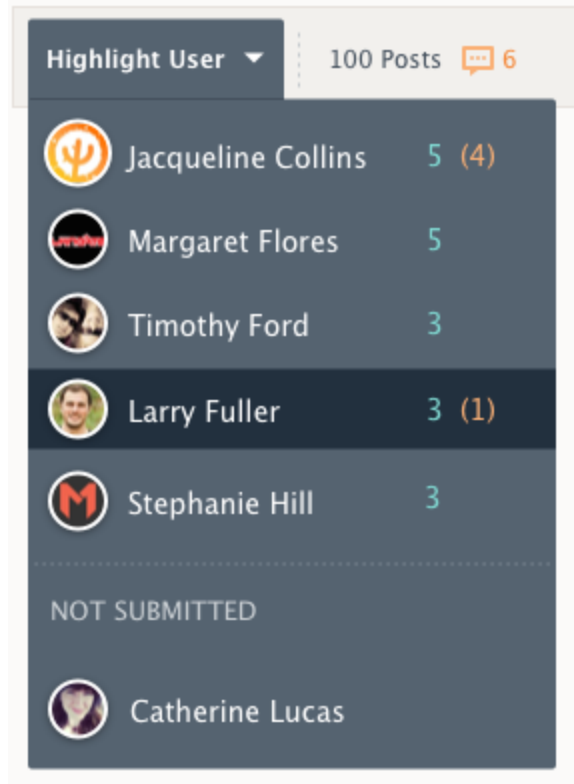 Highlight User 100 Posts 6
Jacqueline Collins 5 (4)
Margaret Flores 5
Timothy Ford 3
Larry Fuller 3 (1)
Stephanie Hill 3
NOT SUBMITTED
Catherine Lucas